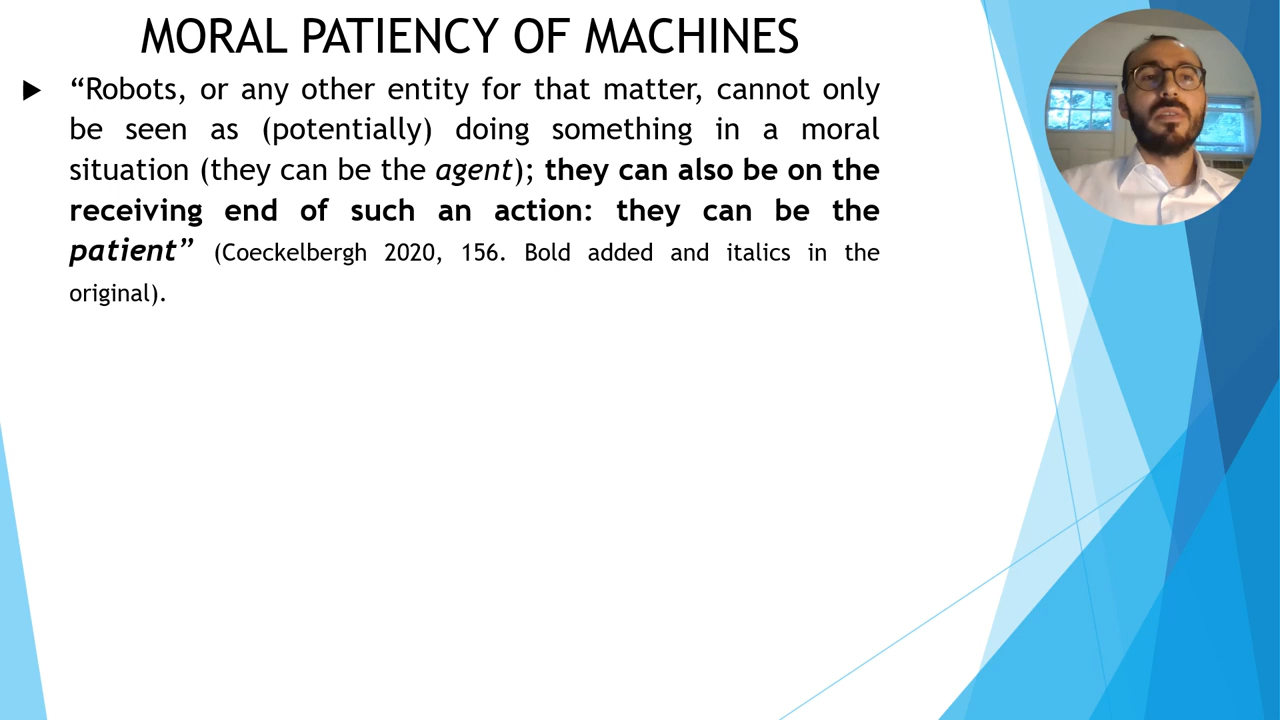 MORAL PATIENCY OF MACHINES
“Robots, or any other entity for that matter, cannot only
be seen as (potentially) doing something in a moral
situation (they can be the agent); they can also be on the
receiving end of such an action: they can be the
patient” (Coeckelbergh 2020, 156. Bold added and italics in the
original).